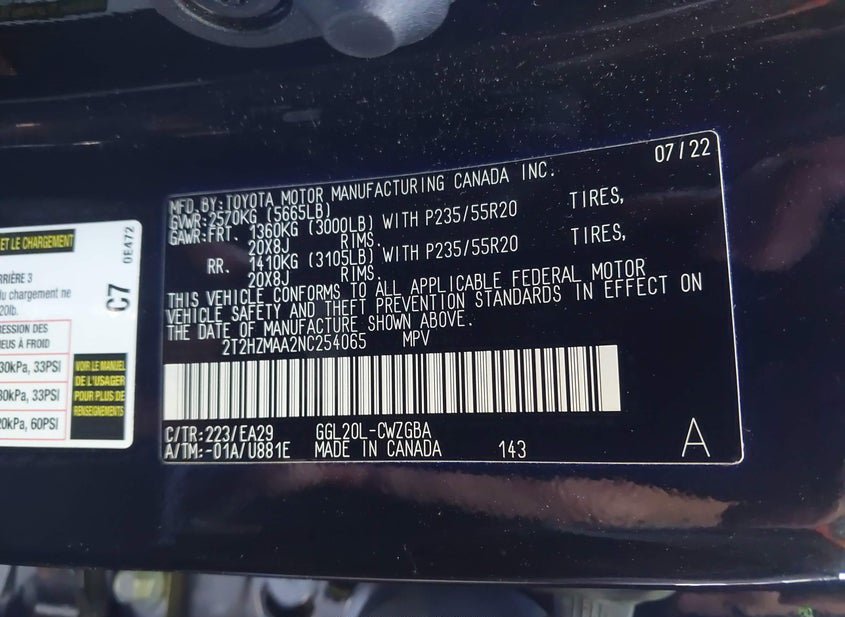 ET LE CHARGEMENT
0E472
RRIÈRE 3
du chargement ne
20lb.
C7
RESSION DES
NEUS À FROID
30kPa, 33PSI
30kPa, 33PSI
20kPa, 60PSI
VOIR LE MANUEL
DE L'USAGER
POUR PLUS DE
RENSEIGNEMENTS
07/22
MFD.BY:TOYOTA MOTOR MANUFACTURING CANADA INC.
GVWR:2570KG (5665LB)
GAWR:FRT. 1360KG (3000LB) WITH P235/55R20 TIRES,
20X8J RIMS.
RR. 1410KG (3105LB) WITH P235/55R20 TIRES,
20X8J RIMS.
THIS VEHICLE CONFORMS TO ALL APPLICABLE FEDERAL MOTOR
VEHICLE SAFETY AND THEFT PREVENTION STANDARDS IN EFFECT ON
THE DATE OF MANUFACTURE SHOWN ABOVE.
2T2HZMAA2NC254065 MPV
C/TR:223/EA29 GGL20L-CWZGBA
A/TM:-01A/U881E MADE IN CANADA 143
A